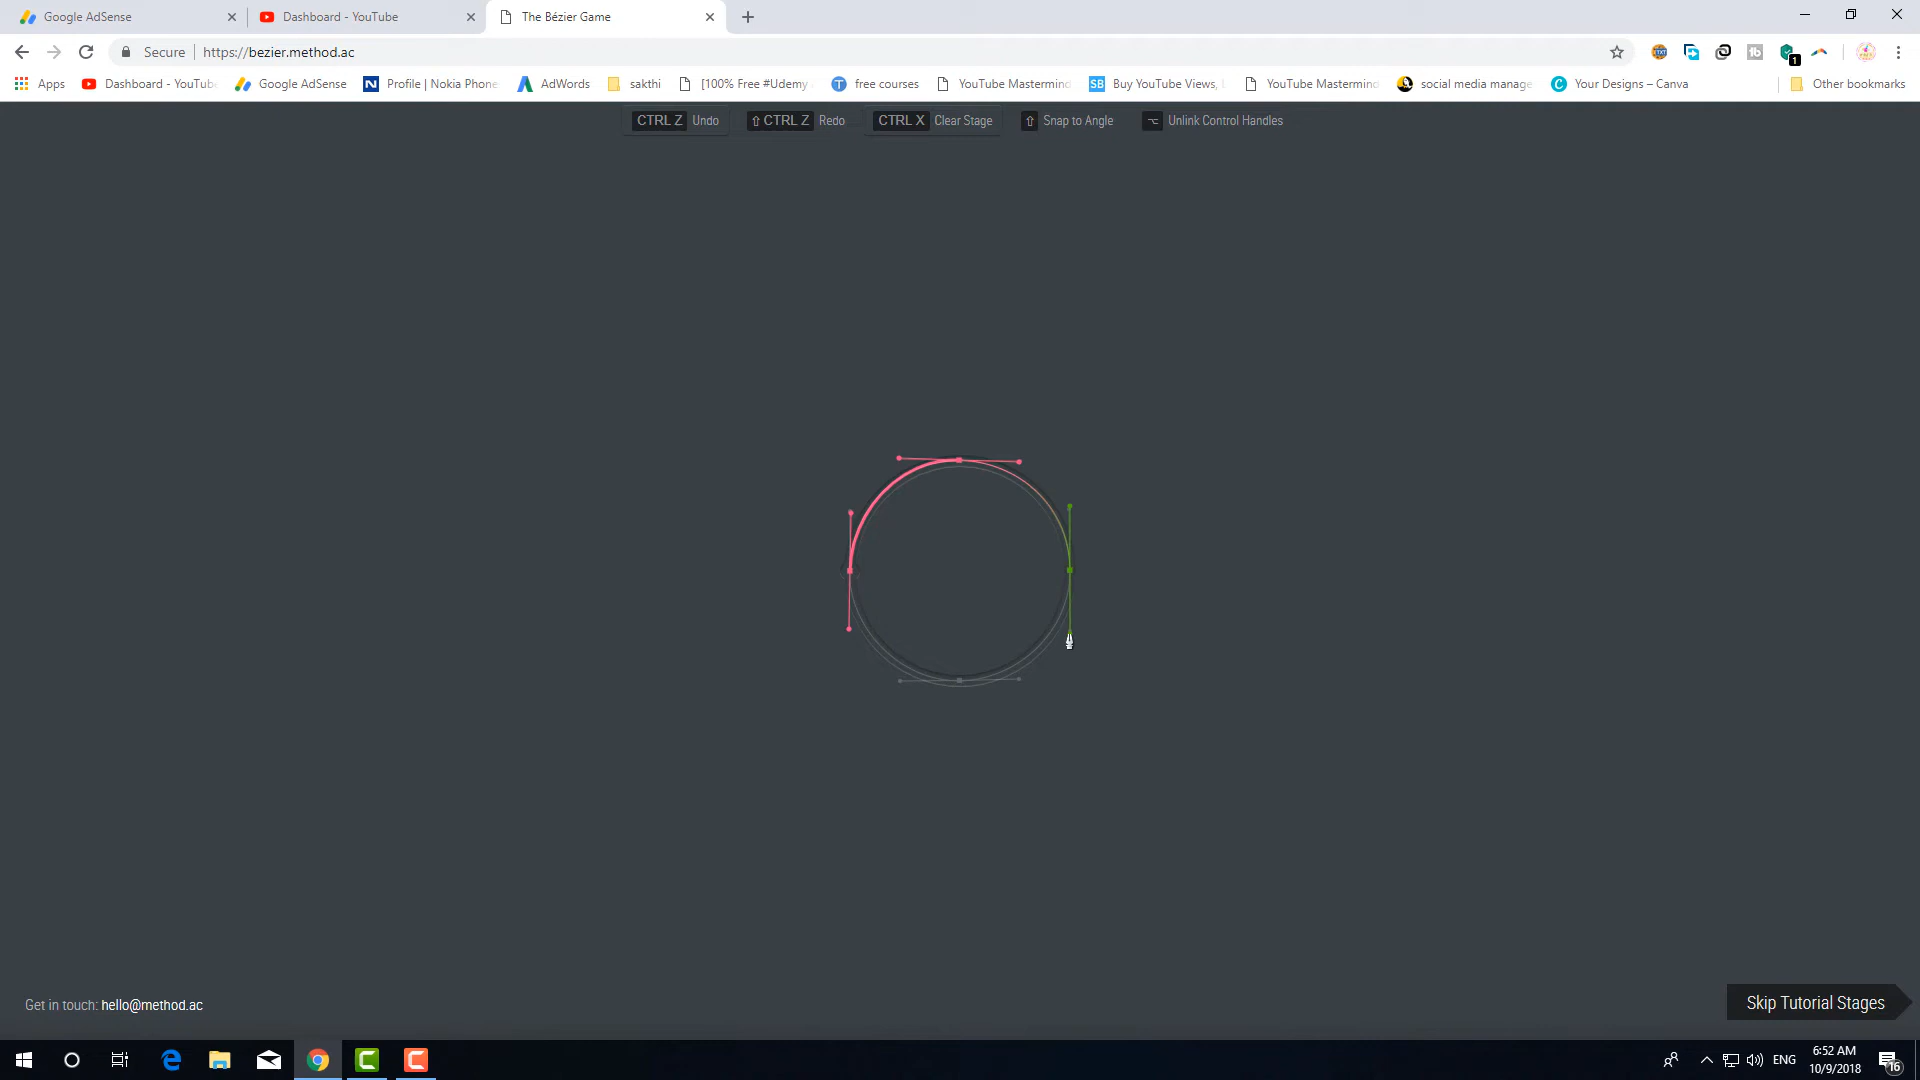 Google AdSense
Dashboard - YouTube
The Bézier Game
Secure https://bezier.method.ac
1
Apps Dashboard - YouTube Google AdSense Profile | Nokia Phone AdWords sakthi [100% Free #Udemy free courses YouTube Mastermind SB Buy YouTube Views, YouTube Mastermind social media manage Your Designs – Canva Other bookmarks
CTRL Z Undo ⇧ CTRL Z Redo CTRL X Clear Stage ⇧ Snap to Angle ⌥ Unlink Control Handles
Get in touch: hello@method.ac
Skip Tutorial Stages
ENG
6:52 AM
10/9/2018
16